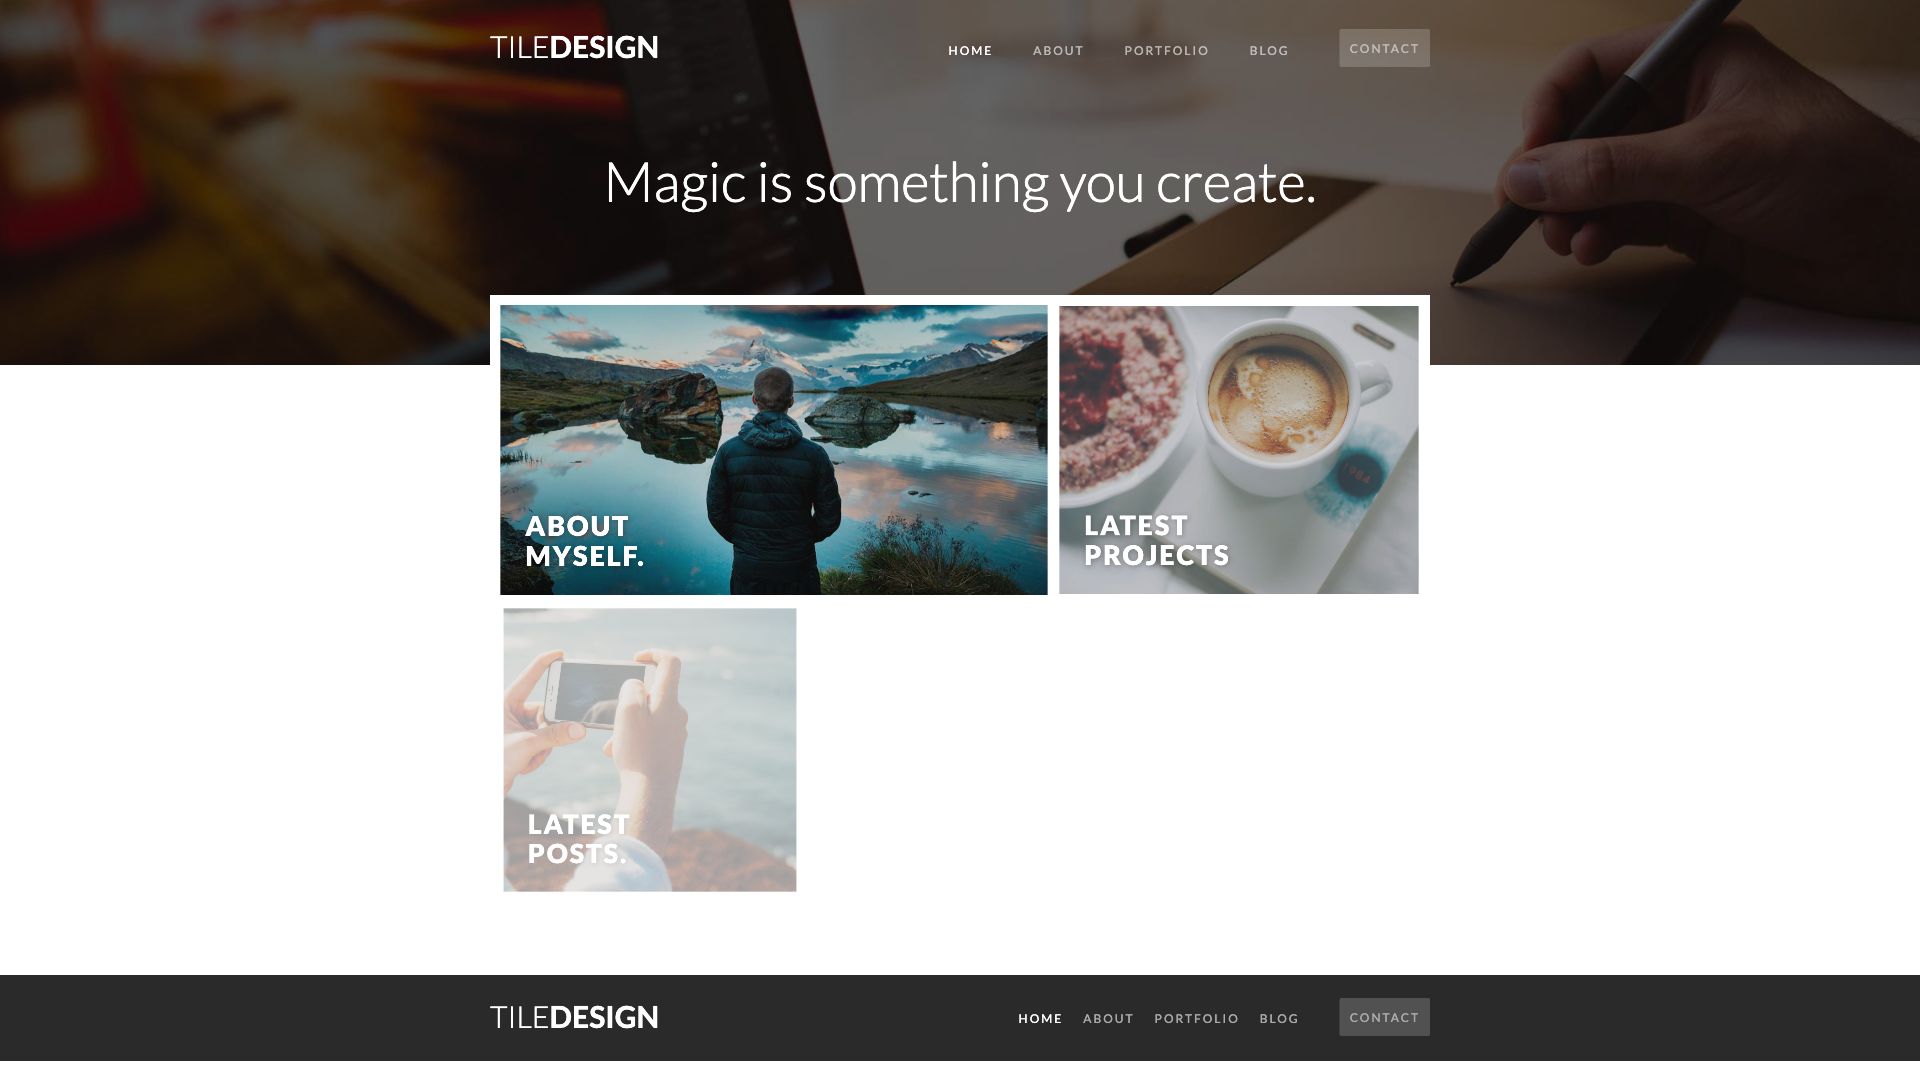 TILEDESIGN
HOME ABOUT PORTFOLIO BLOG CONTACT
Magic is something you create.
ABOUT
MYSELF.
1984
LATEST
PROJECTS
LATEST
POSTS.
TILEDESIGN
HOME ABOUT PORTFOLIO BLOG CONTACT